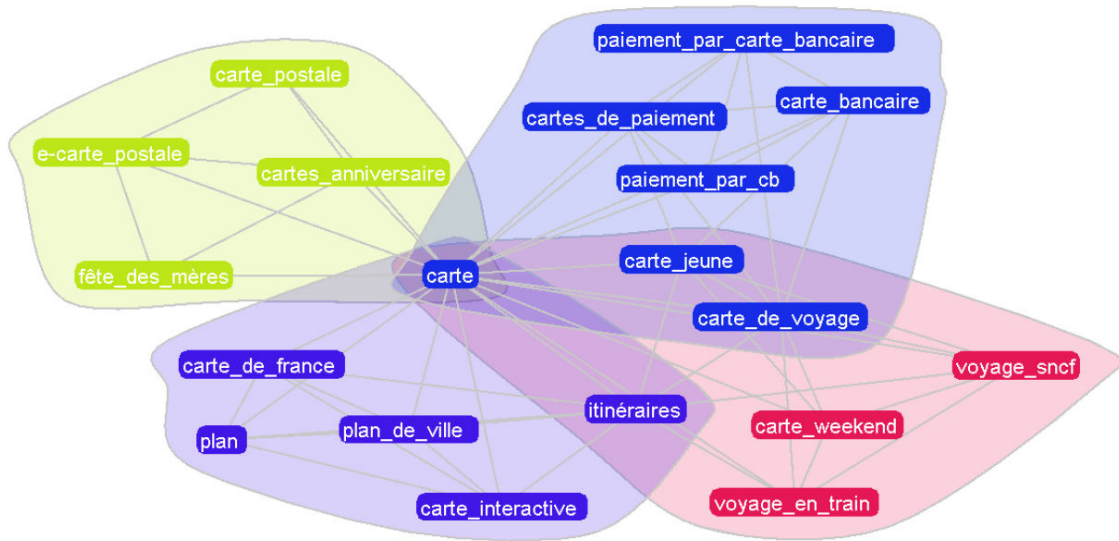 paiement_par_carte_bancaire
carte_postale
carte_bancaire
cartes_de_paiement
e-carte_postale
cartes_anniversaire
paiement_par_cb
fête_des_mères
carte
carte_jeune
carte_de_voyage
carte_de_france
voyage_sncf
itinéraires
plan
plan_de_ville
carte_weekend
carte_interactive
voyage_en_train